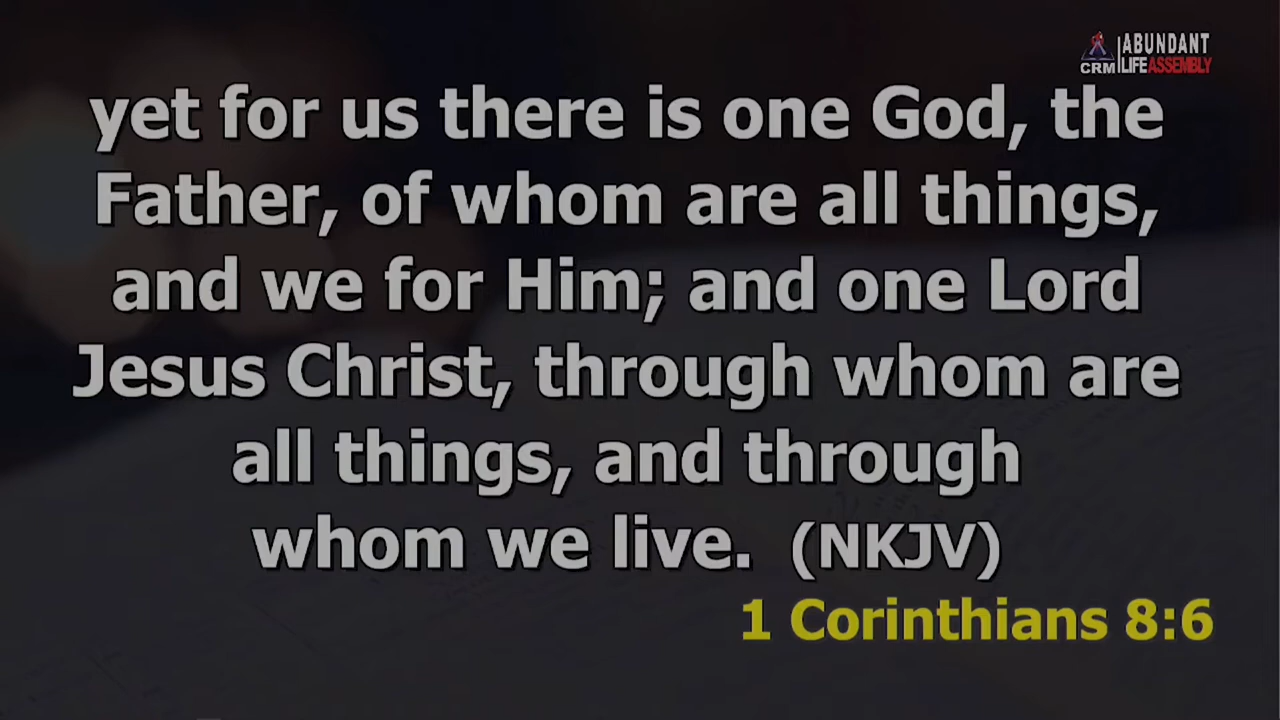 CRM ABUNDANT
LIFE ASSEMBLY
yet for us there is one God, the
Father, of whom are all things,
and we for Him; and one Lord
Jesus Christ, through whom are
all things, and through
whom we live. (NKJV)
1 Corinthians 8:6